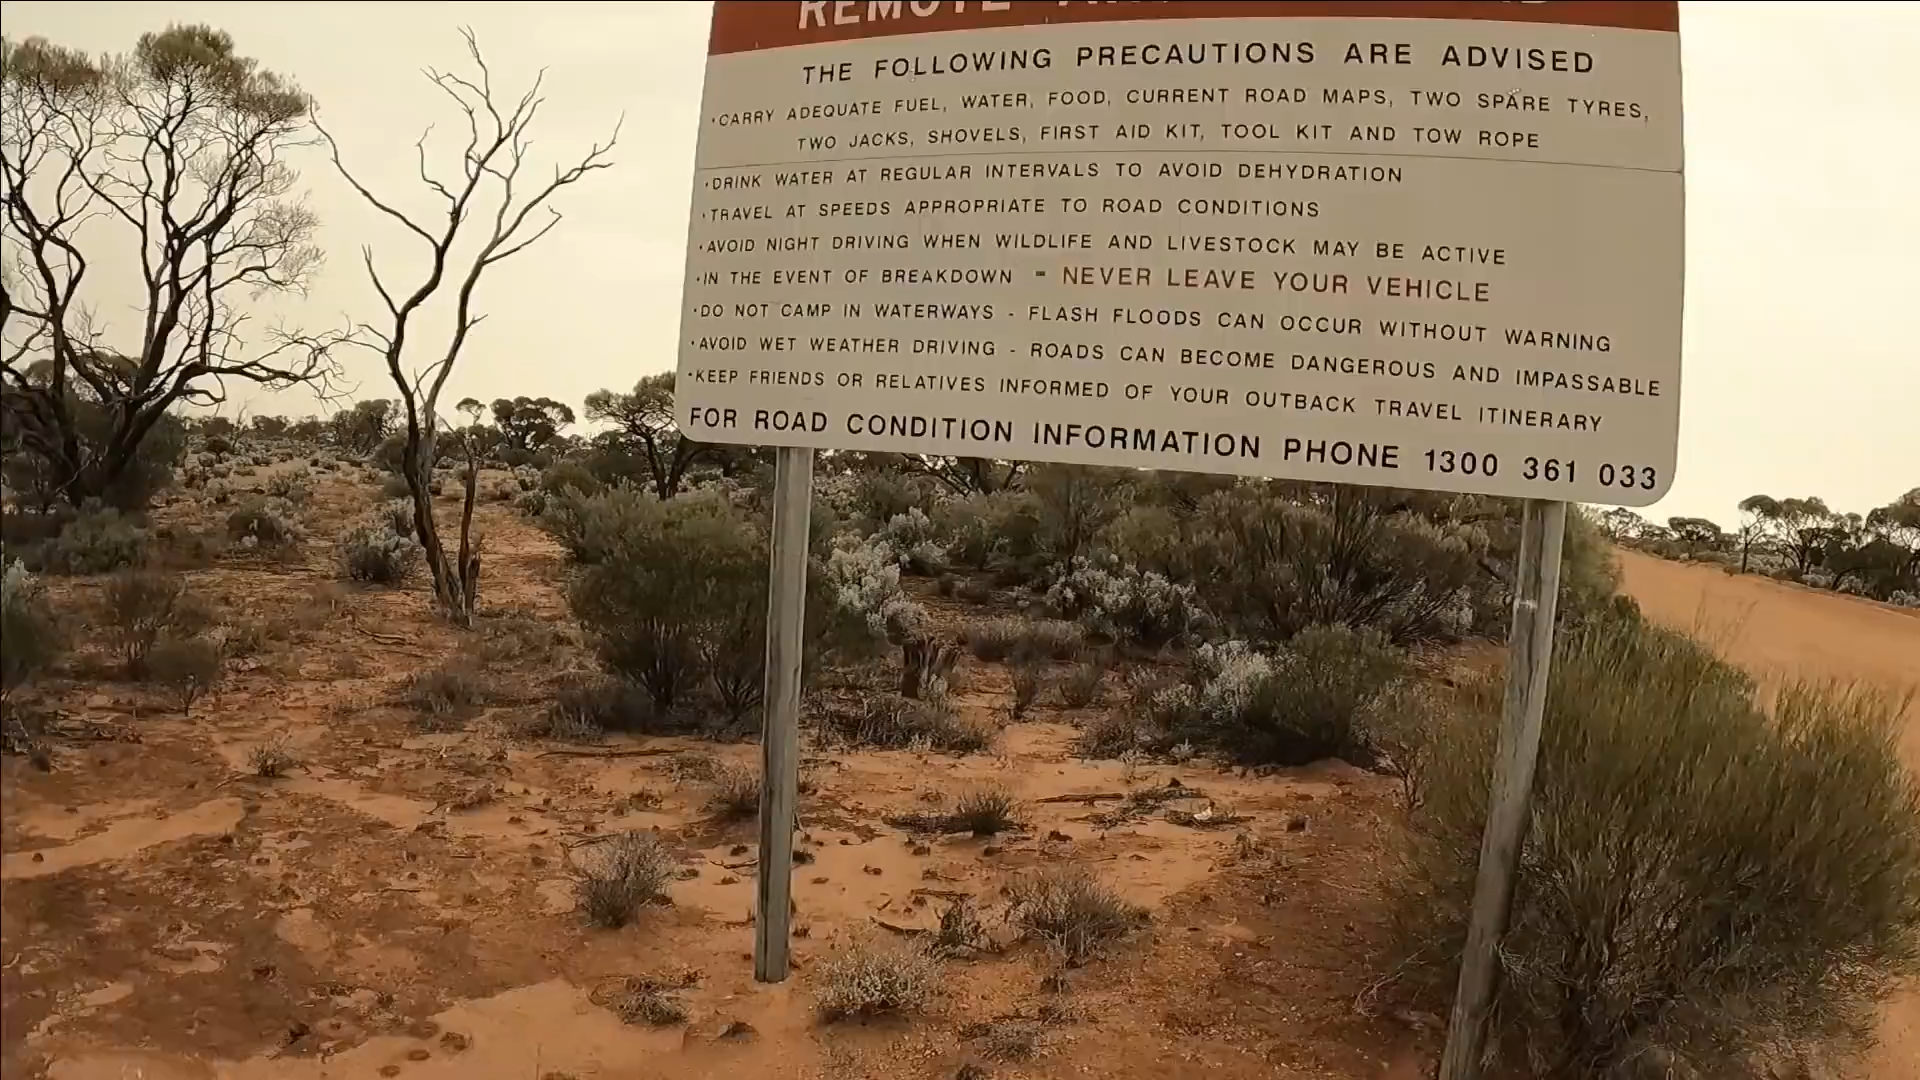 REMOTE
THE FOLLOWING PRECAUTIONS ARE ADVISED
•CARRY ADEQUATE FUEL, WATER, FOOD, CURRENT ROAD MAPS, TWO SPARE TYRES,
TWO JACKS, SHOVELS, FIRST AID KIT, TOOL KIT AND TOW ROPE
•DRINK WATER AT REGULAR INTERVALS TO AVOID DEHYDRATION
•TRAVEL AT SPEEDS APPROPRIATE TO ROAD CONDITIONS
•AVOID NIGHT DRIVING WHEN WILDLIFE AND LIVESTOCK MAY BE ACTIVE
•IN THE EVENT OF BREAKDOWN - NEVER LEAVE YOUR VEHICLE
•DO NOT CAMP IN WATERWAYS - FLASH FLOODS CAN OCCUR WITHOUT WARNING
•AVOID WET WEATHER DRIVING - ROADS CAN BECOME DANGEROUS AND IMPASSABLE
•KEEP FRIENDS OR RELATIVES INFORMED OF YOUR OUTBACK TRAVEL ITINERARY
FOR ROAD CONDITION INFORMATION PHONE 1300 361 033